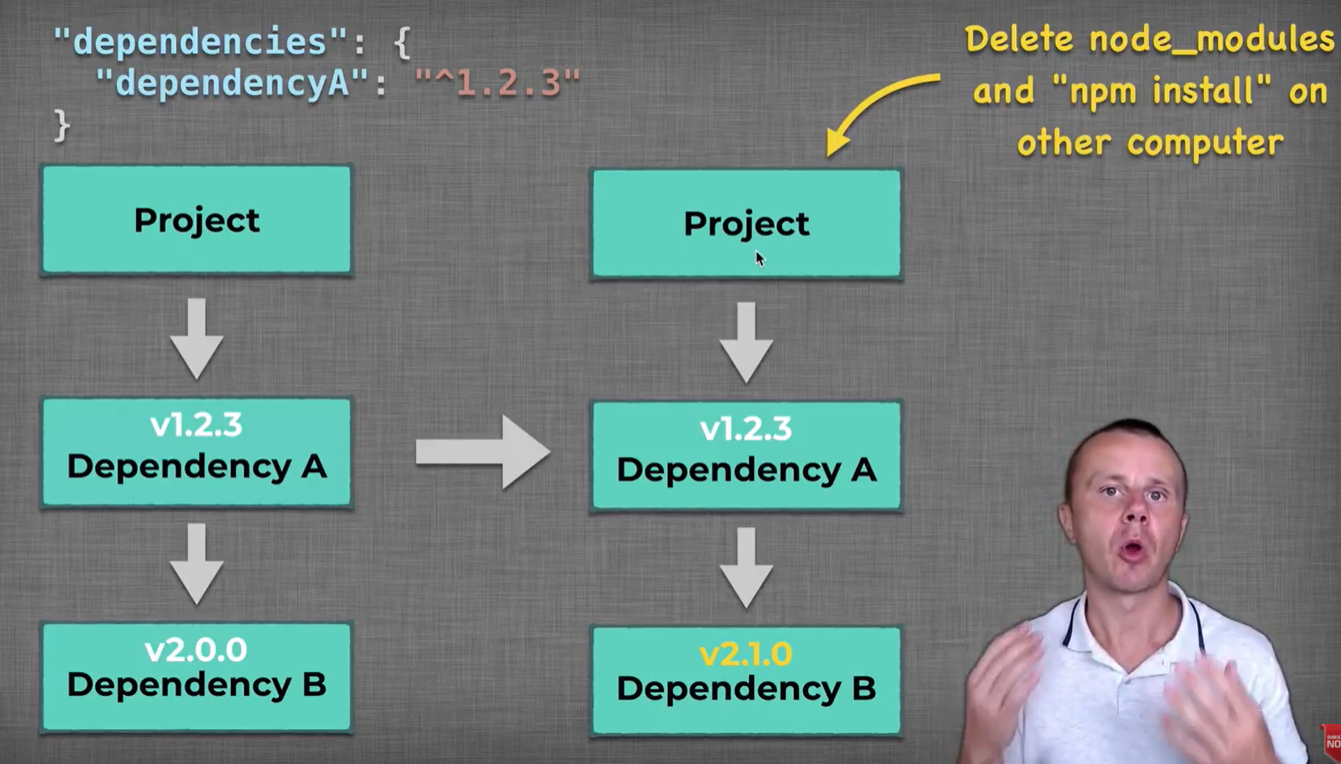 "dependencies": {
"dependencyA": "^1.2.3"
}
Delete node_modules
and "npm install" on
other computer
Project
v1.2.3
Dependency A
v2.0.0
Dependency B
Project
v1.2.3
Dependency A
v2.1.0
Dependency B